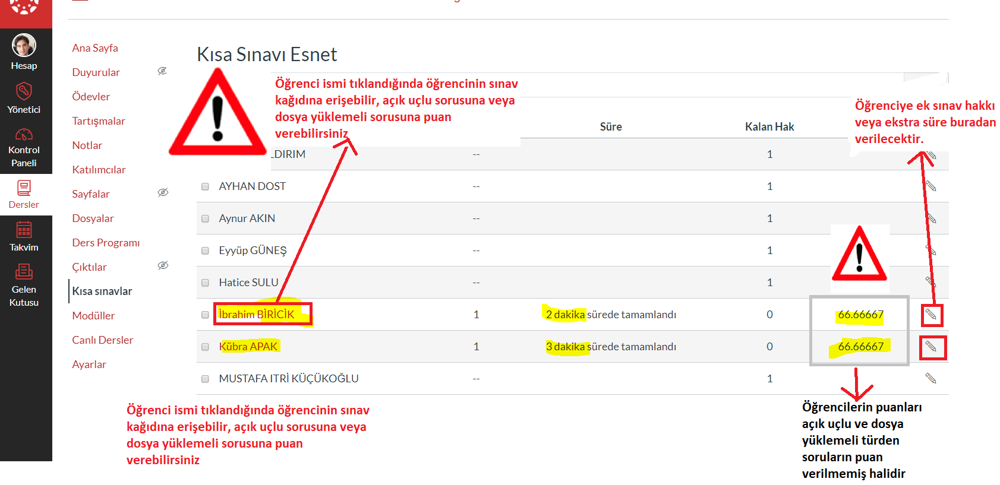 Hesap
Yönetici
Kontrol
Paneli
Dersler
Takvim
Gelen
Kutusu
Ana Sayfa
Duyurular
Ödevler
Tartışmalar
Notlar
Katılımcılar
Sayfalar
Dosyalar
Ders Programı
Çıktılar
Kısa sınavlar
Modüller
Canlı Dersler
Ayarlar
Kısa Sınavı Esnet
Öğrenci ismi tıklandığında öğrencinin sınav
kağıdına erişebilir, açık uçlu sorusuna veya
dosya yüklemeli sorusuna puan
verebilirsiniz
Öğrenciye ek sınav hakkı
veya ekstra süre buradan
verilecektir.
Süre Kalan Hak
LDIRIM -- 1
AYHAN DOST -- 1
Aynur AKIN -- 1
Eyyüp GÜNEŞ -- 1
Hatice SULU -- 1
İbrahim BİRİCİK 1 2 dakika sürede tamamlandı 0 66.66667
Kübra APAK 1 3 dakika sürede tamamlandı 0 66.66667
MUSTAFA ITRİ KÜÇÜKOĞLU -- 1
Öğrenci ismi tıklandığında öğrencinin sınav
kağıdına erişebilir, açık uçlu sorusuna veya
dosya yüklemeli sorusuna puan
verebilirsiniz
Öğrencilerin puanları
açık uçlu ve dosya
yüklemeli türden
soruların puan
verilmemiş halidir